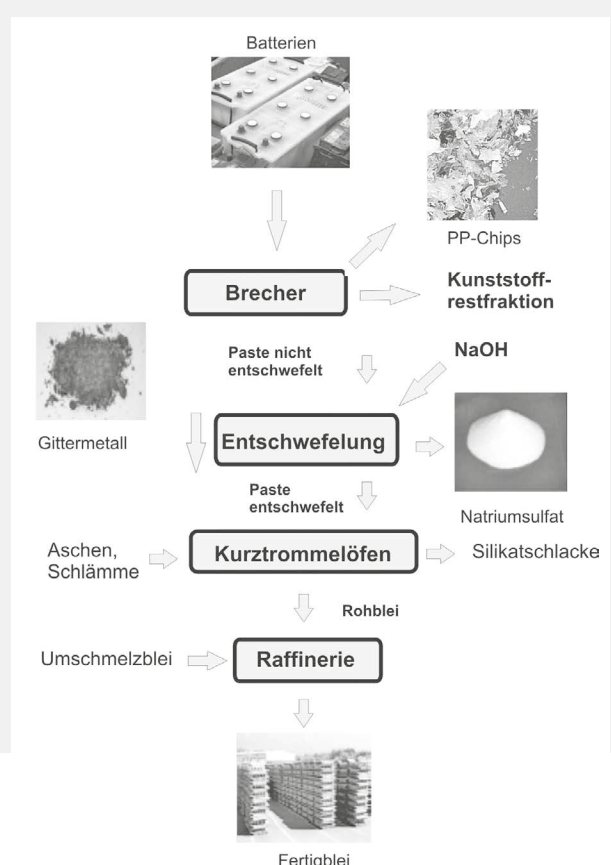 Batterien
PP-Chips
Brecher
Kunststoff-
restfraktion
Paste nicht
entschwefelt
NaOH
Gittermetall
Entschwefelung
Paste
entschwefelt
Natriumsulfat
Aschen,
Schlämme
Kurztrommelöfen
Silikatschlacke
Rohblei
Umschmelzblei
Raffinerie
Fertigblei